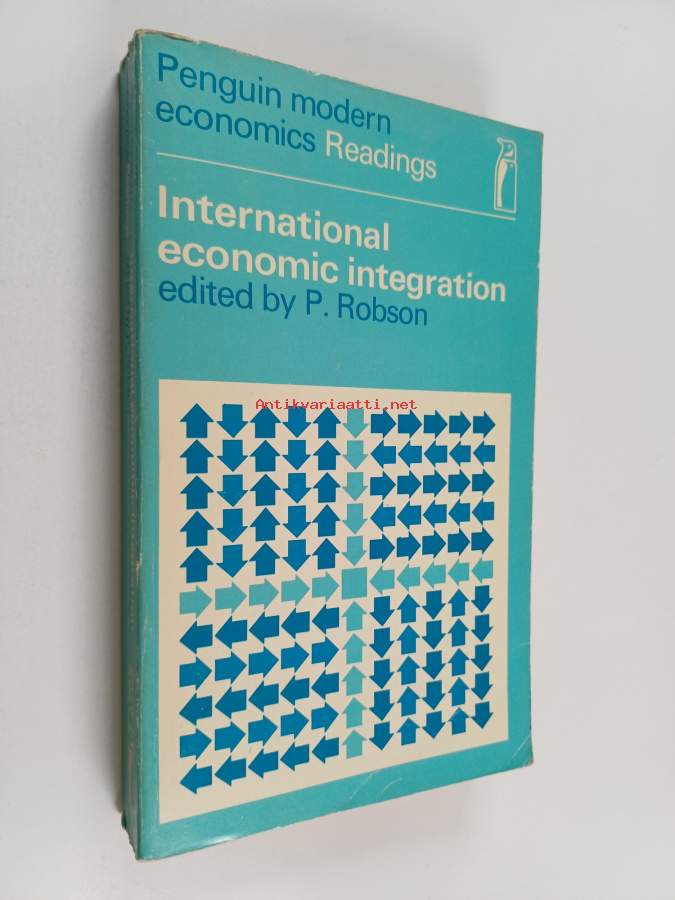 Penguin modern
economics Readings
International
economic integration
edited by P. Robson
Antikvariaatti.net